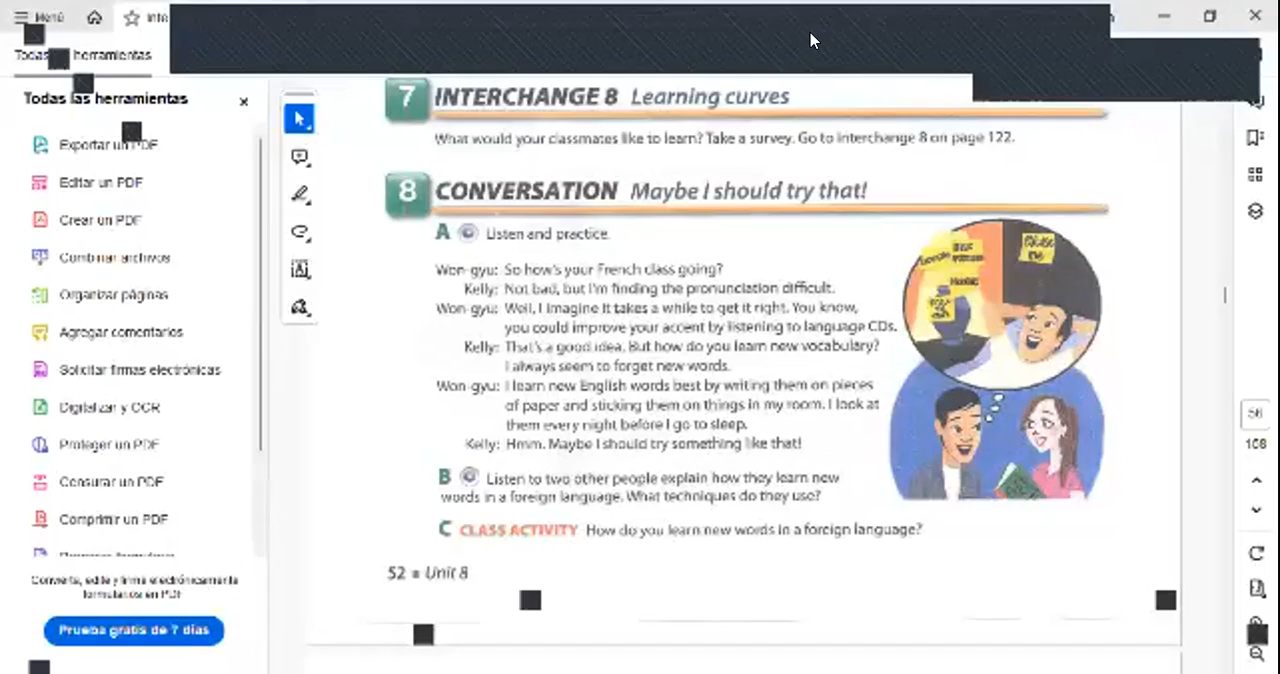 Menú
Todas herramientas
Todas las herramientas
Exportar un PDF
Editar un PDF
Crear un PDF
Combinar archivos
Organizar páginas
Agregar comentarios
Solicitar firmas electrónicas
Digitalizar y OCR
Proteger un PDF
Censurar un PDF
Comprimir un PDF
Convierta, edite y firme electrónicamente
formularios en PDF
Prueba gratis de 7 días
7 INTERCHANGE 8 Learning curves
What would your classmates like to learn? Take a survey. Go to Interchange 8 on page 122.
8 CONVERSATION Maybe I should try that!
A Listen and practice.
Won-gyu: So how's your French class going?
Kelly: Not bad, but I'm finding the pronunciation difficult.
Won-gyu: Well, I imagine it takes a while to get it right. You know,
you could improve your accent by listening to language CDs.
Kelly: That's a good idea. But how do you learn new vocabulary?
I always seem to forget new words.
Won-gyu: I learn new English words best by writing them on pieces
of paper and sticking them on things in my room. I look at
them every night before I go to sleep.
Kelly: Hmm. Maybe I should try something like that!
B Listen to two other people explain how they learn new
words in a foreign language. What techniques do they use?
C CLASS ACTIVITY How do you learn new words in a foreign language?
52 ■ Unit 8
56
108